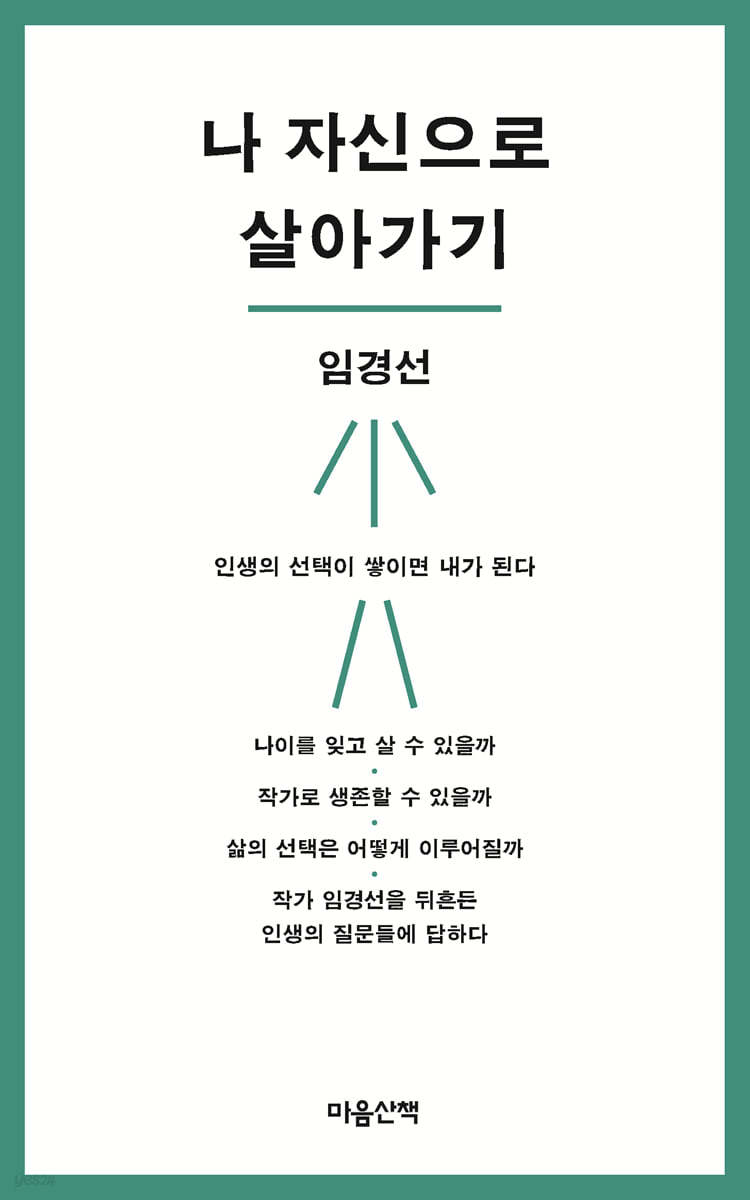 나 자신으로
살아가기
임경선
인생의 선택이 쌓이면 내가 된다
나이를 잊고 살 수 있을까
작가로 생존할 수 있을까
삶의 선택은 어떻게 이루어질까
작가 임경선을 뒤흔든
인생의 질문들에 답하다
마음산책